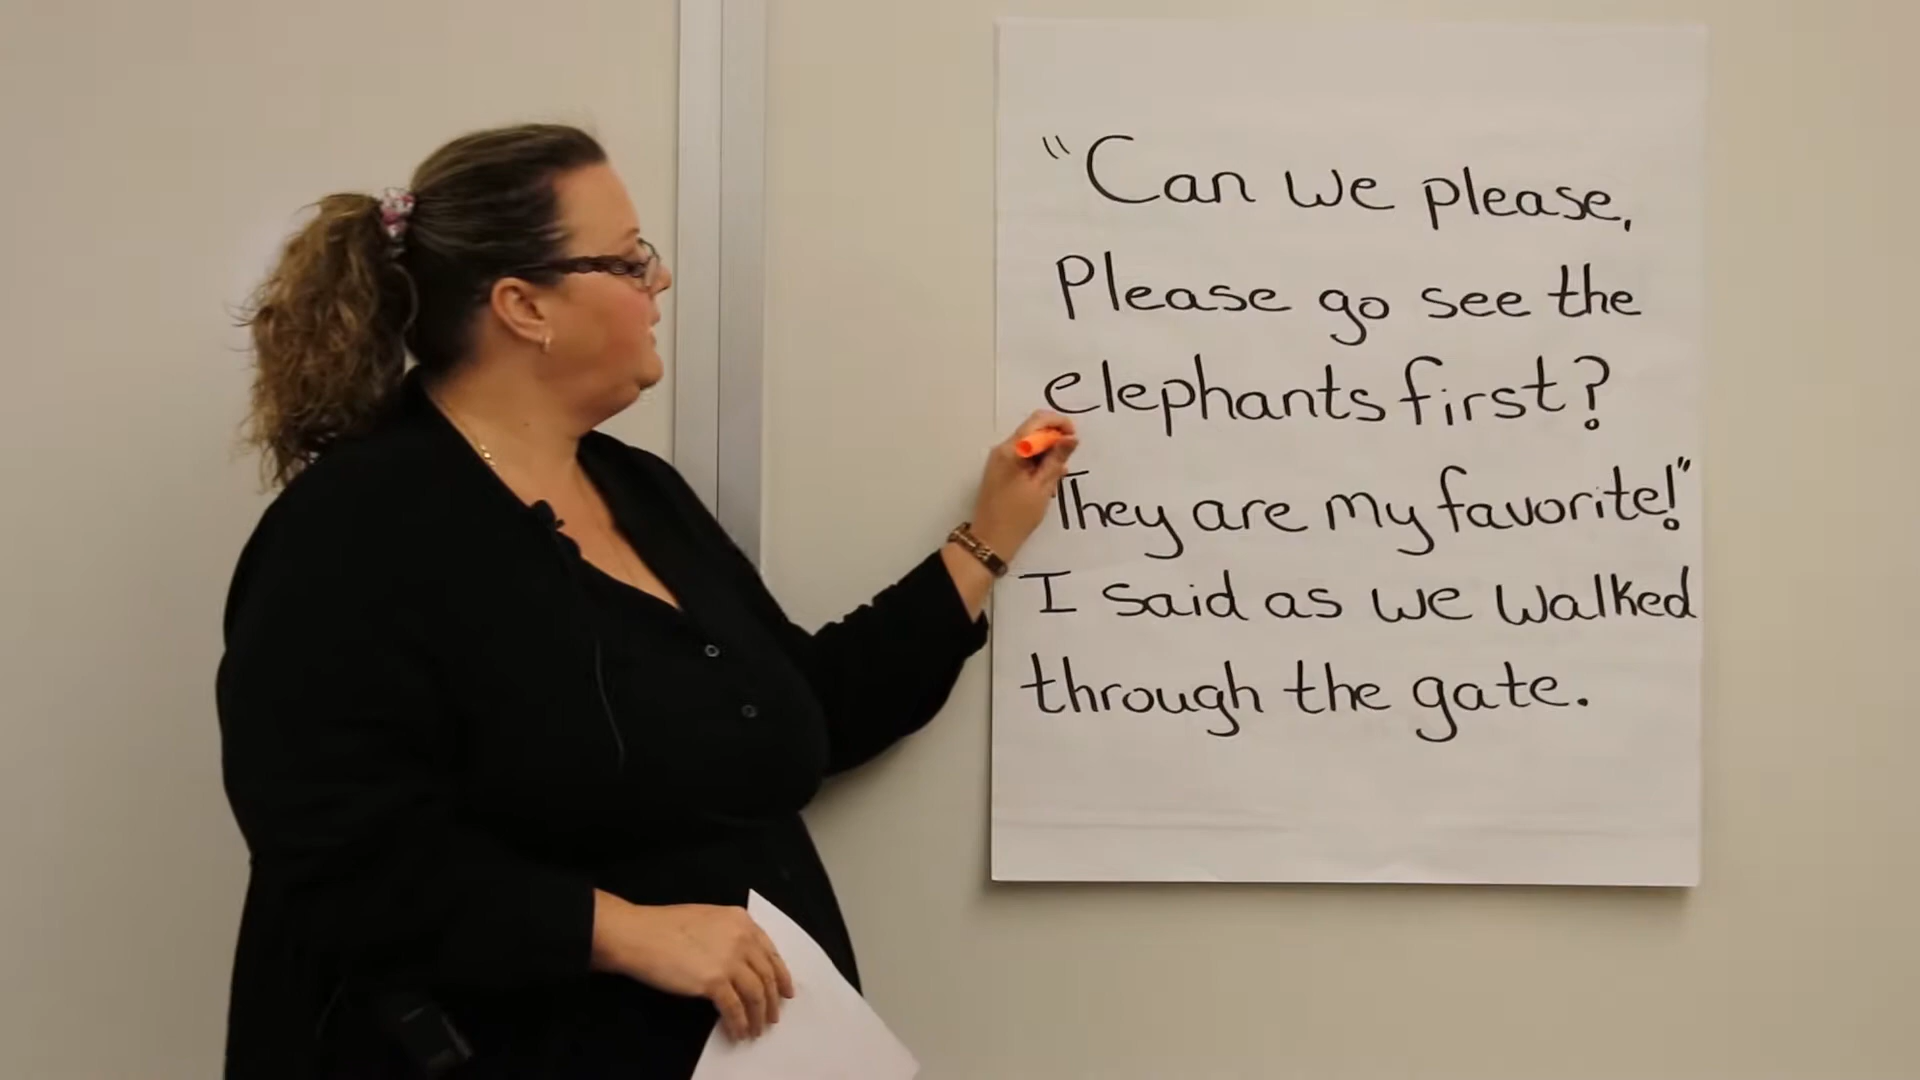 "Can we please,
Please go see the
elephants first?
They are my favorite!"
I said as we walked
through the gate.